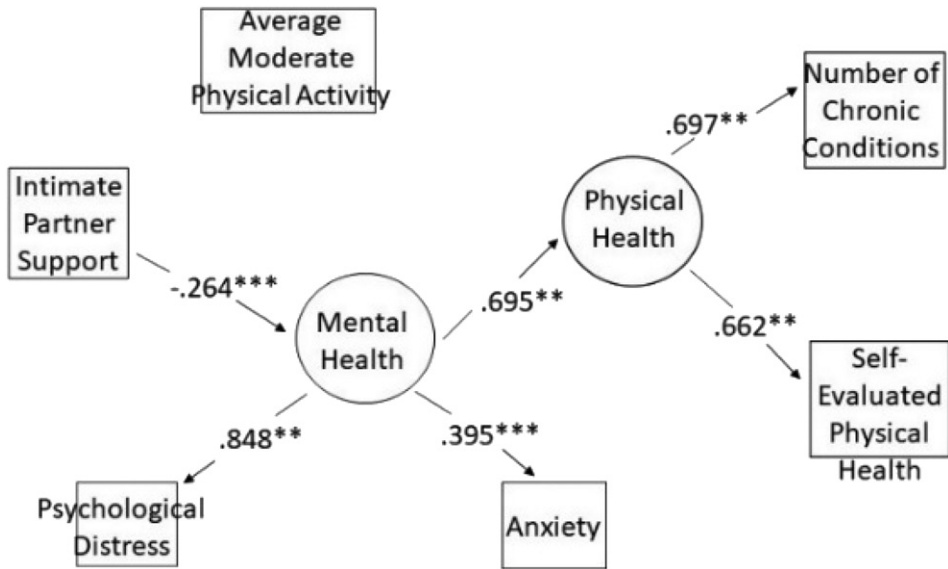 Average
Moderate
Physical Activity
Number of
Chronic
Conditions
.697**
Intimate
Partner
Support
Physical
Health
-.264***
.695**
Mental
Health
.662**
Self-
Evaluated
Physical
Health
.848**
.395***
Psychological
Distress
Anxiety